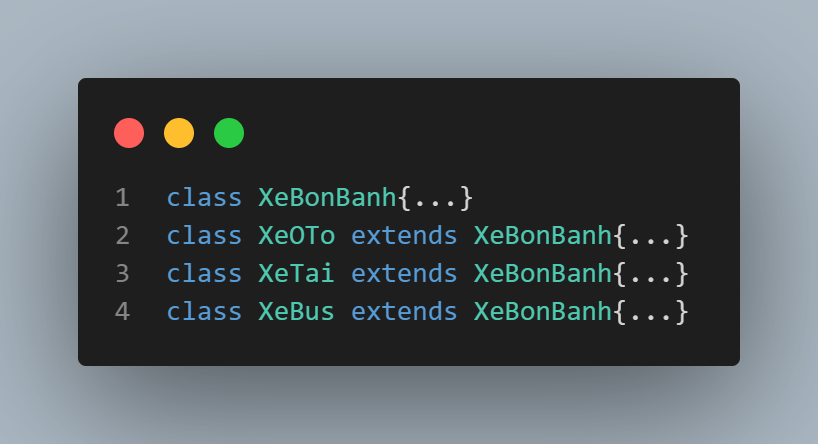 1 class XeBonBanh{...}
2 class XeOTo extends XeBonBanh{...}
3 class XeTai extends XeBonBanh{...}
4 class XeBus extends XeBonBanh{...}